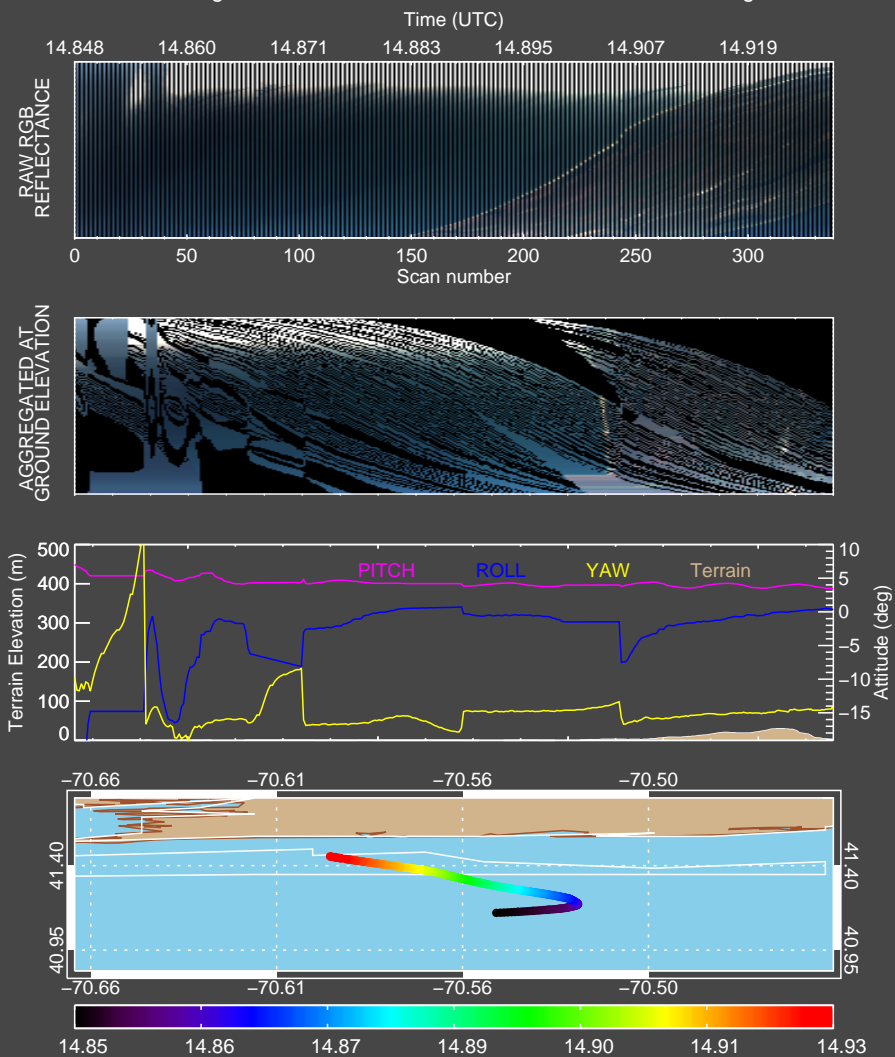 Time (UTC)
14.848 14.860 14.871 14.883 14.895 14.907 14.919
RAW RGB
REFLECTANCE
0 50 100 150 200 250 300
Scan number
AGGREGATED AT
GROUND ELEVATION
Terrain Elevation (m)
500
400
300
200
100
0
PITCH ROLL YAW Terrain
10
5
0
−5
−10
−15
Attitude (deg)
−70.66 −70.61 −70.56 −70.50
41.40
40.95
41.40
40.95
−70.66 −70.61 −70.56 −70.50
14.85 14.86 14.87 14.89 14.90 14.91 14.93